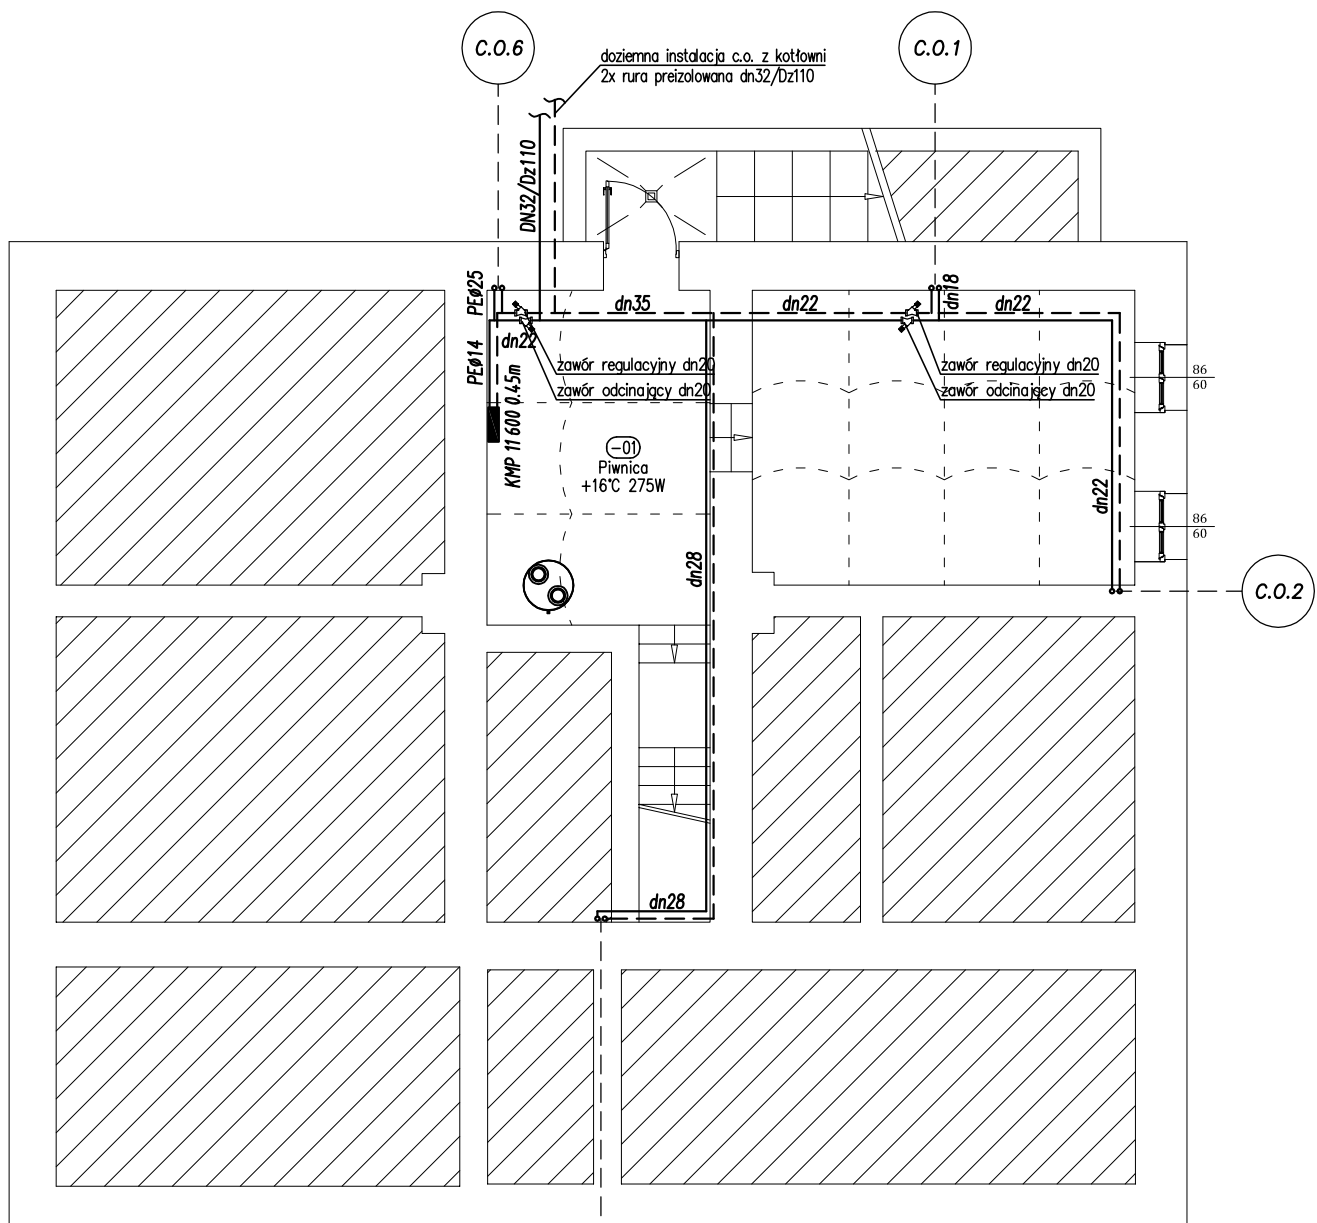 C.O.6
C.O.1
doziemna instalacja c.o. z kotłowni
2x rura preizolowana dn32/Dz110
DN32/Dz110
PEø25
dn35
dn22
dn18
dn22
dn22
PEø14
zawór regulacyjny dn20
zawór odcinający dn20
zawór regulacyjny dn20
zawór odcinający dn20
86
60
KMP 11 600 0.45m
-01
Piwnica
+16°C 275W
dn22
86
60
dn28
C.O.2
dn28